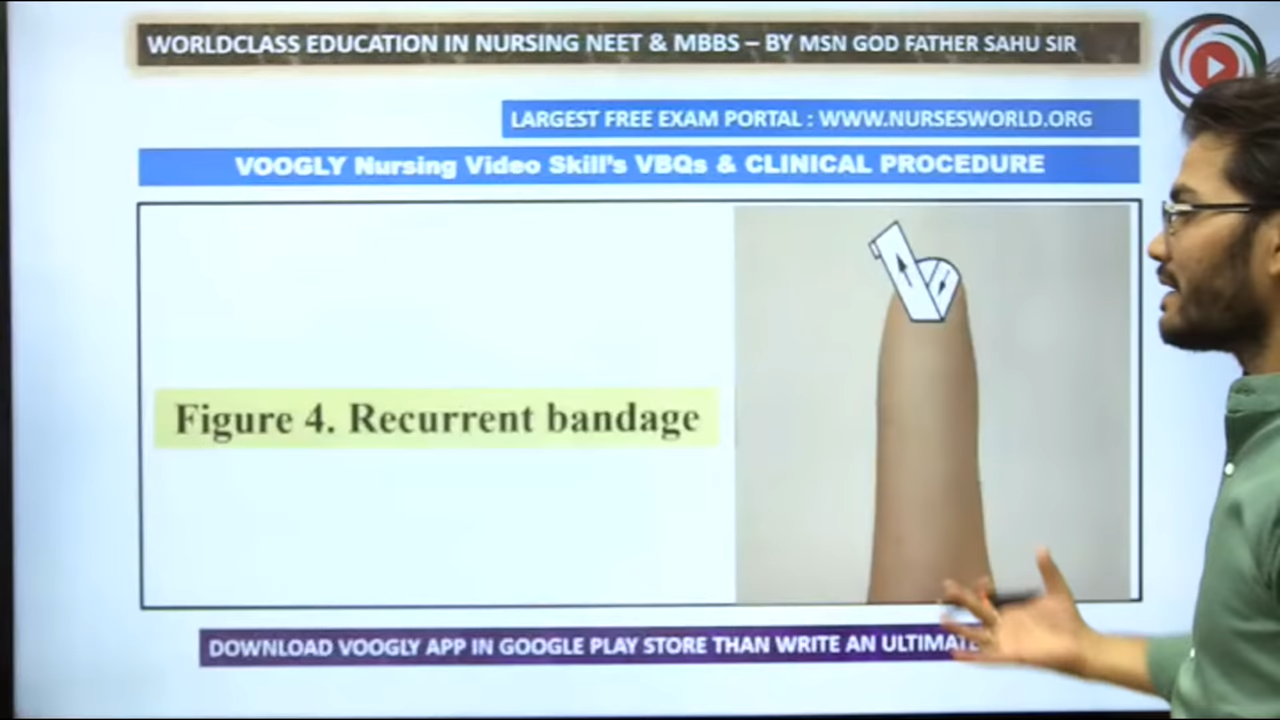 WORLDCLASS EDUCATION IN NURSING NEET & MBBS – BY MSN GOD FATHER SAHU SIR
LARGEST FREE EXAM PORTAL : WWW.NURSESWORLD.ORG
VOOGLY Nursing Video Skill's VBQs & CLINICAL PROCEDURE
Figure 4. Recurrent bandage
DOWNLOAD VOOGLY APP IN GOOGLE PLAY STORE THAN WRITE AN